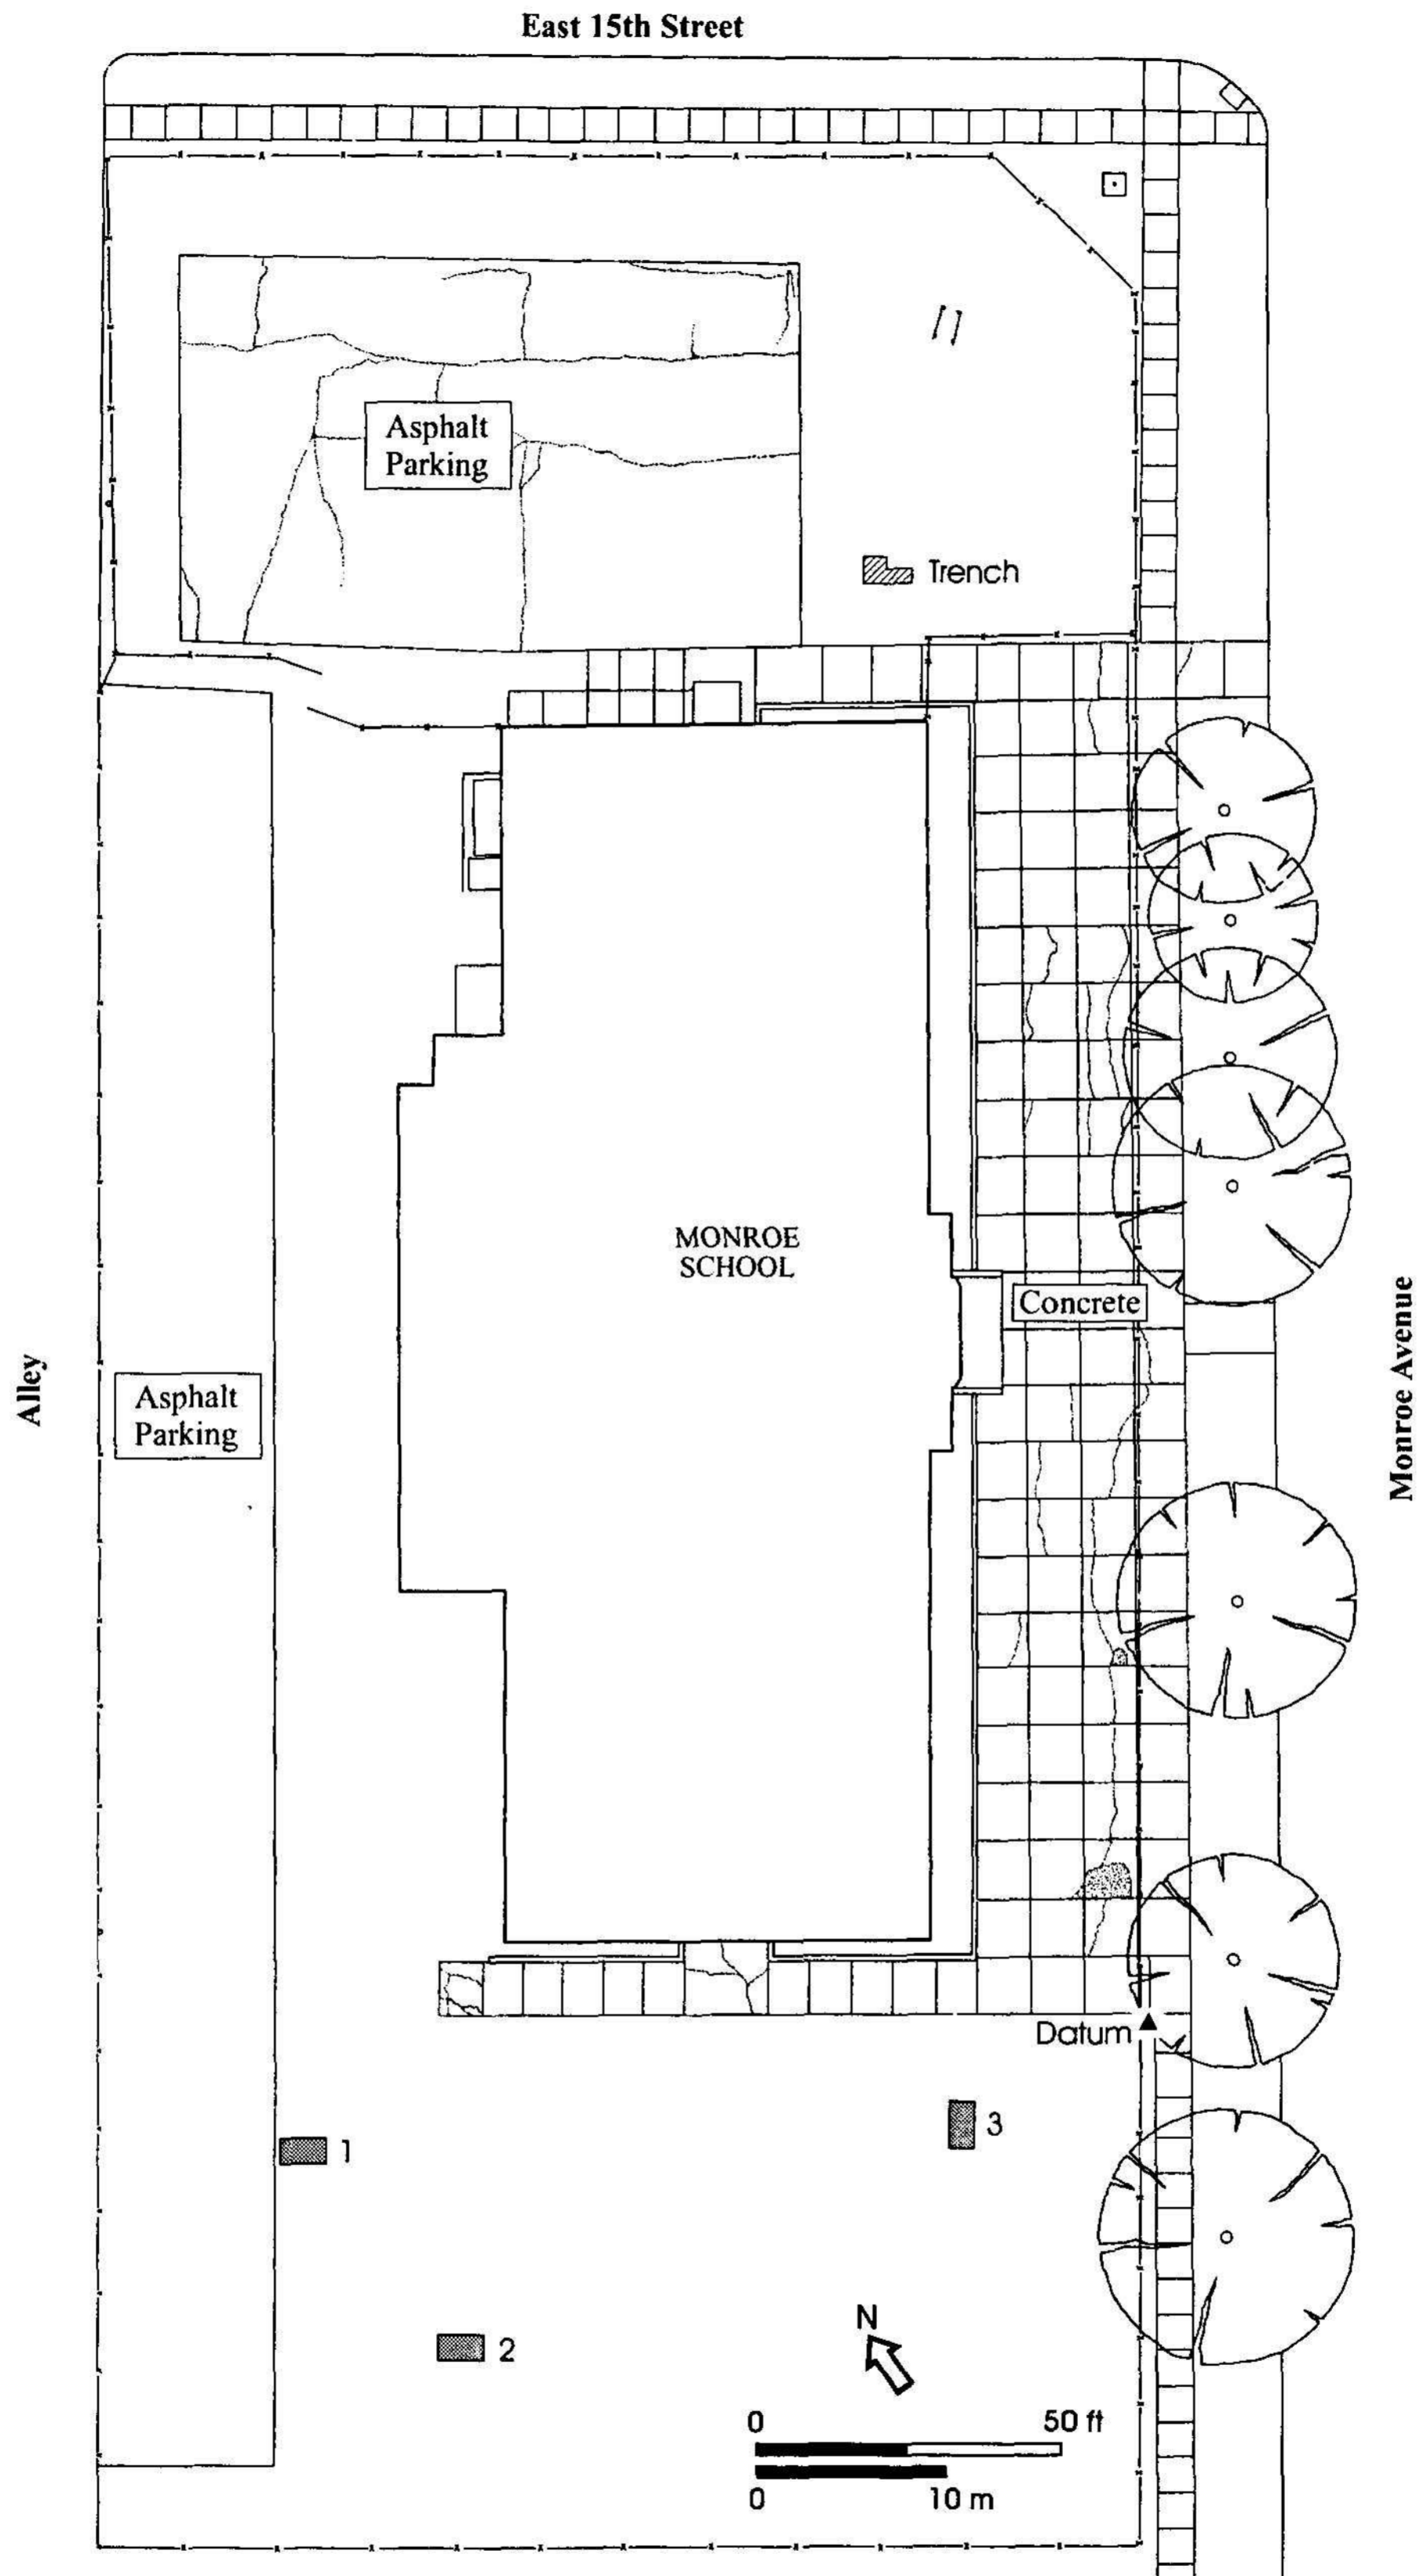 East 15th Street
Asphalt
Parking
Trench
MONROE
SCHOOL
Concrete
Alley
Monroe Avenue
Asphalt
Parking
Datum
3
1
N
2
0 50 ft
0 10 m